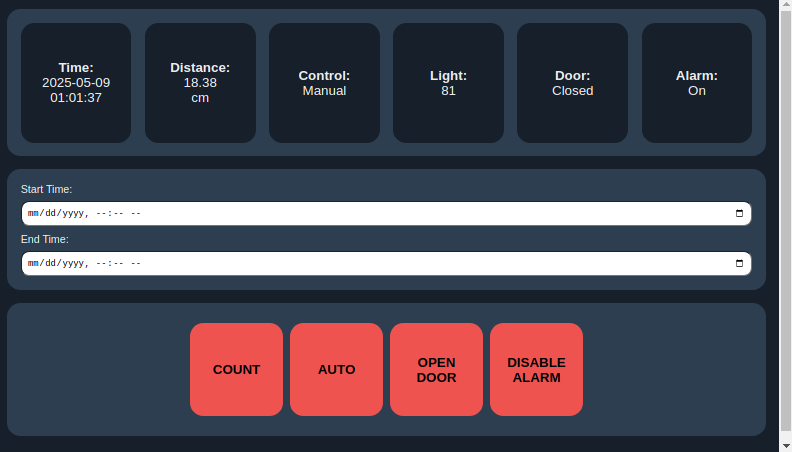 Time:
2025-05-09
01:01:37
Distance:
18.38
cm
Control:
Manual
Light:
81
Door:
Closed
Alarm:
On
Start Time:
mm/dd/yyyy, --:-- --
End Time:
mm/dd/yyyy, --:-- --
COUNT
AUTO
OPEN
DOOR
DISABLE
ALARM